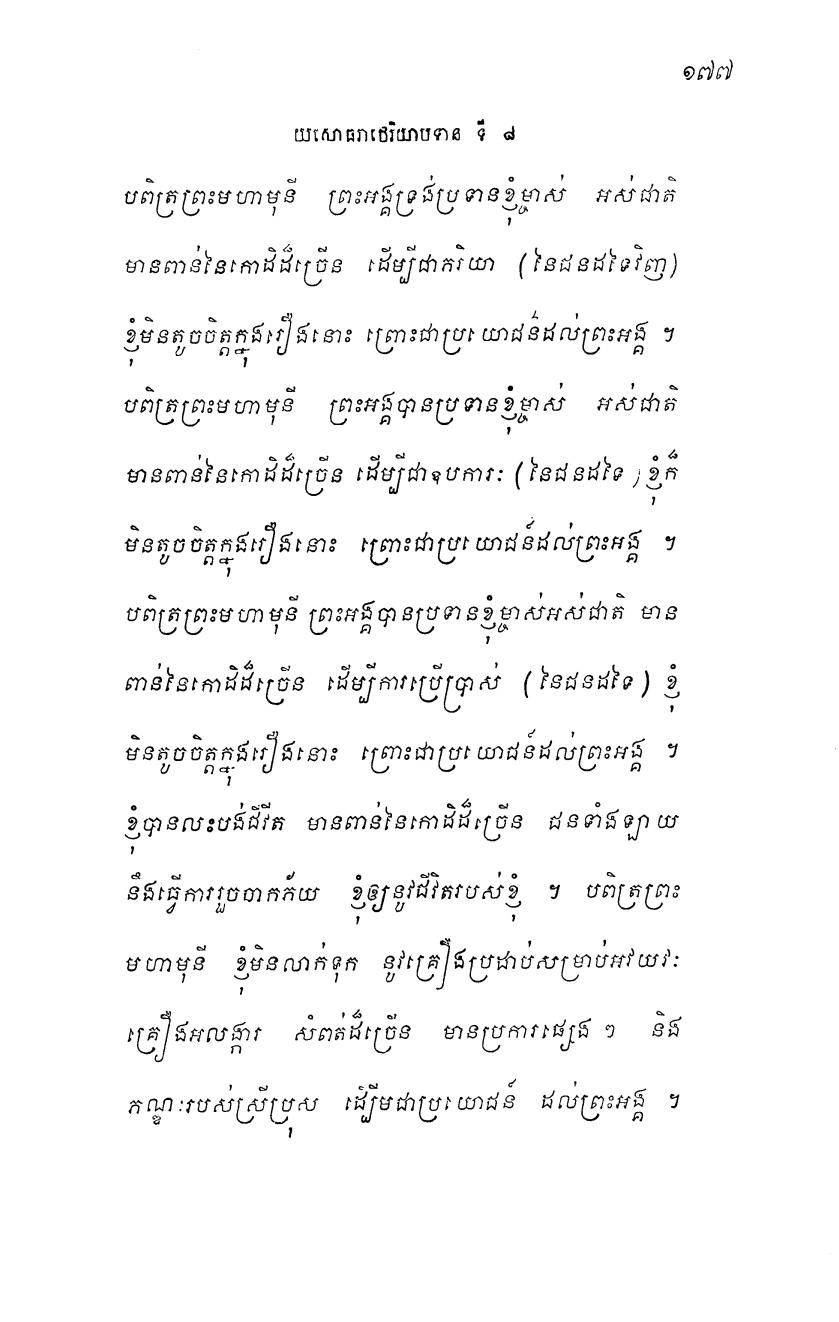 ១៧៧
យសោធរាថេរិយាបទាន ទី ៨
បពិត្រព្រះមហាមុនី ព្រះអង្គទ្រង់ប្រទានខ្ញុំម្ចាស់ អស់ជាតិ
មានពាន់នៃកោដិដ៏ច្រើន ដើម្បីជាភរិយា (នៃជនដទៃវិញ)
ខ្ញុំមិនតូចចិត្តក្នុងរឿងនោះ ព្រោះជាប្រយោជន៌ដល់ព្រះអង្គ ។
បពិត្រព្រះមហាមុនី ព្រះអង្គបានប្រទានខ្ញុំម្ចាស់ អស់ជាតិ
មានពាន់នៃកោដិដ៏ច្រើន ដើម្បីជាឧបការៈ (នៃជនដទៃ) ខ្ញុំក៏
មិនតូចចិត្តក្នុងរឿងនោះ ព្រោះជាប្រយោជន៍ដល់ព្រះអង្គ ។
បពិត្រព្រះមហាមុនី ព្រះអង្គបានប្រទានខ្ញុំម្ចាស់អស់ជាតិ មាន
ពាន់នៃកោដិដ៏ច្រើន ដើម្បីការប្រើប្រាស់ (នៃជនដទៃ) ខ្ញុំ
មិនតូចចិត្តក្នុងរឿងនោះ ព្រោះជាប្រយោជន៍ដល់ព្រះអង្គ ។
ខ្ញុំបានលះបង់ជីវីត មានពាន់នៃកោដិដ៏ច្រើន ជនទាំងឡាយ
នឹងធ្វើការរួចចាកភ័យ ខ្ញុំឲ្យនូវជីវិតរបស់ខ្ញុំ ។ បពិត្រព្រះ
មហាមុនី ខ្ញុំមិនលាក់ទុក នូវគ្រឿងប្រដាប់សម្រាប់អវយវៈ
គ្រឿងអលង្ការ សំពត់ដ៏ច្រើន មានប្រការផ្សេង ៗ និង
ភណ្ឌៈរបស់ស្រីប្រុស ដើ្បីមជាប្រយោជន៍ ដល់ព្រះអង្គ ។